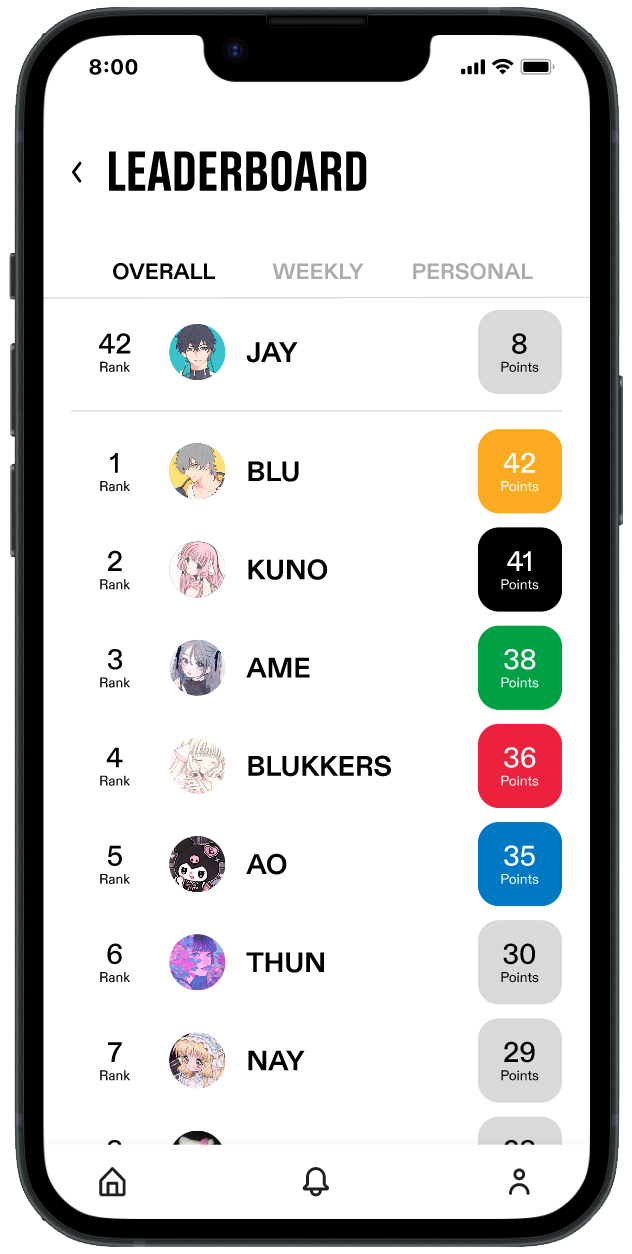 8:00
LEADERBOARD
OVERALL WEEKLY PERSONAL
42
Rank
JAY
8
Points
1
Rank
BLU
42
Points
2
Rank
KUNO
41
Points
3
Rank
AME
38
Points
4
Rank
BLUKKERS
36
Points
5
Rank
AO
35
Points
6
Rank
THUN
30
Points
7
Rank
NAY
29
Points